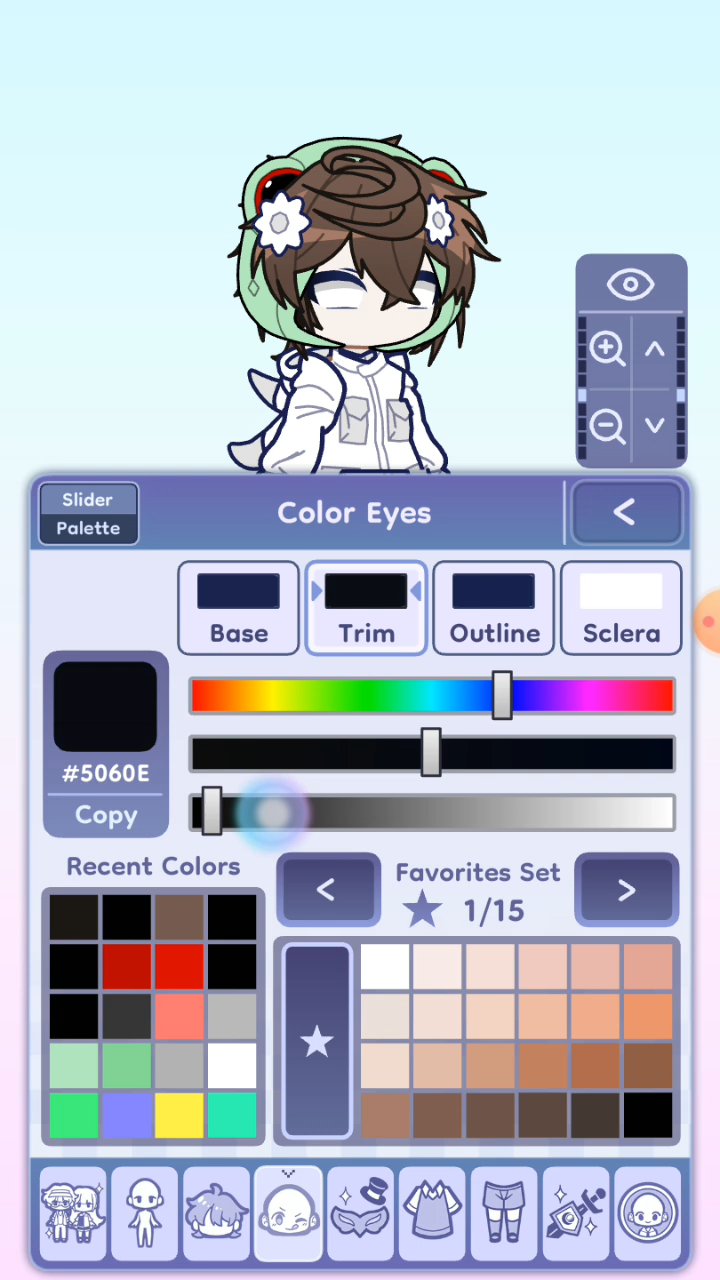 Slider
Palette
Color Eyes
Base
Trim
Outline
Sclera
#5060E
Copy
Recent Colors
Favorites Set
1/15